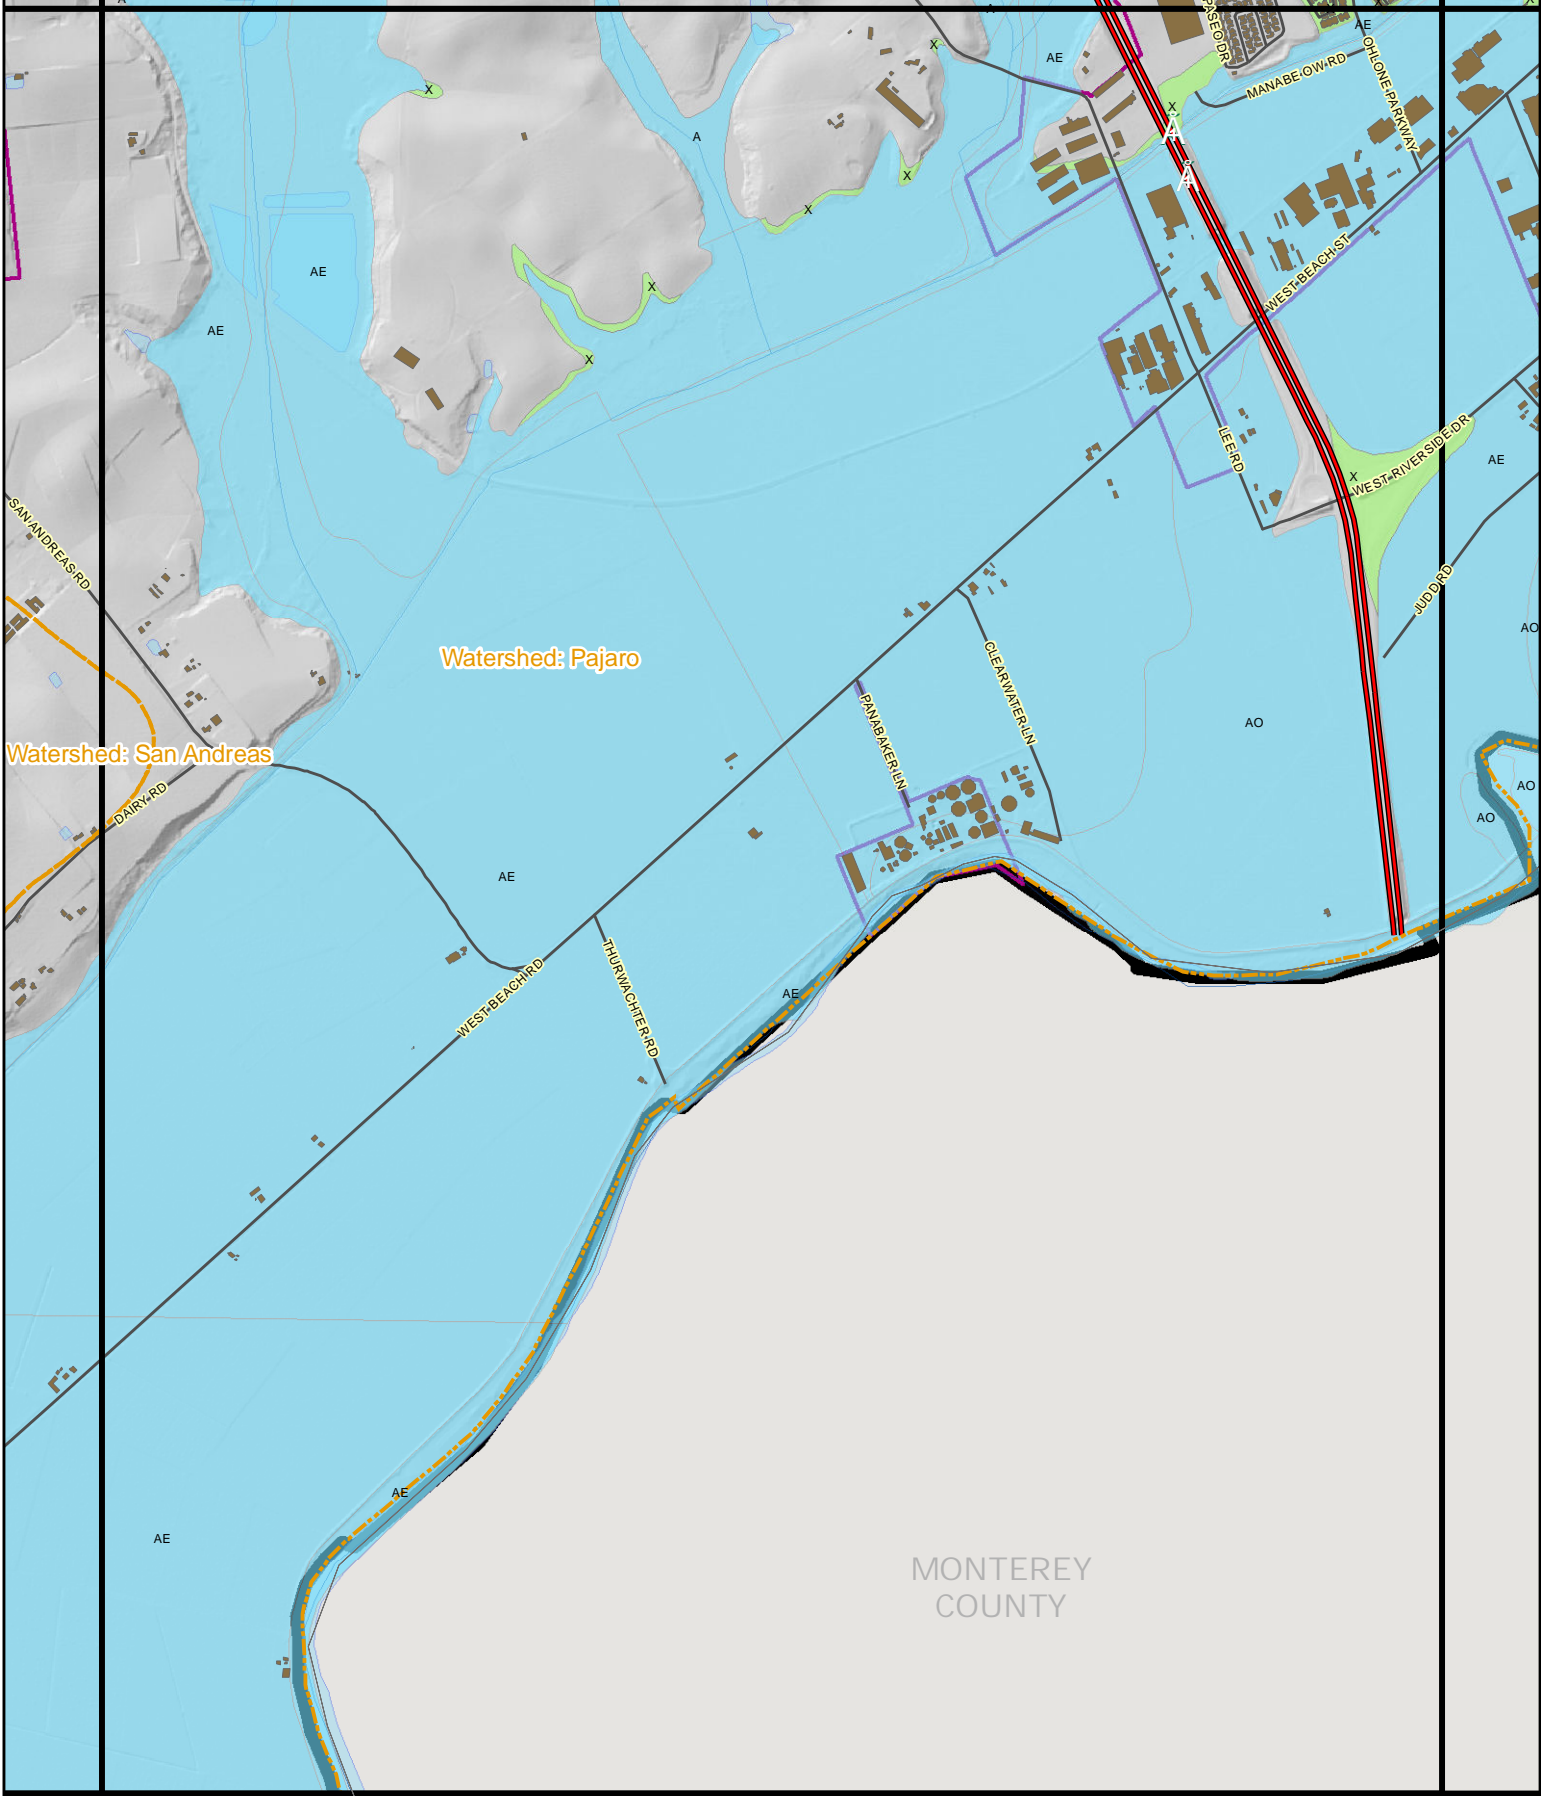 A
A
X
PASEO DR
AE
AE
OHLONE PARKWAY
MANABE OW RD
X
X
X
A
A
A
X
X
AE
X
WEST BEACH ST
AE
X
LEE RD
WEST RIVERSIDE DR
X
AE
SAN ANDREAS RD
JUDD RD
AO
Watershed: Pajaro
CLEARWATER LN
PANABAKER LN
AO
Watershed: San Andreas
DAIRY RD
AO
AO
AE
THURWACHTER RD
WEST BEACH RD
AE
AE
AE
MONTEREY
COUNTY